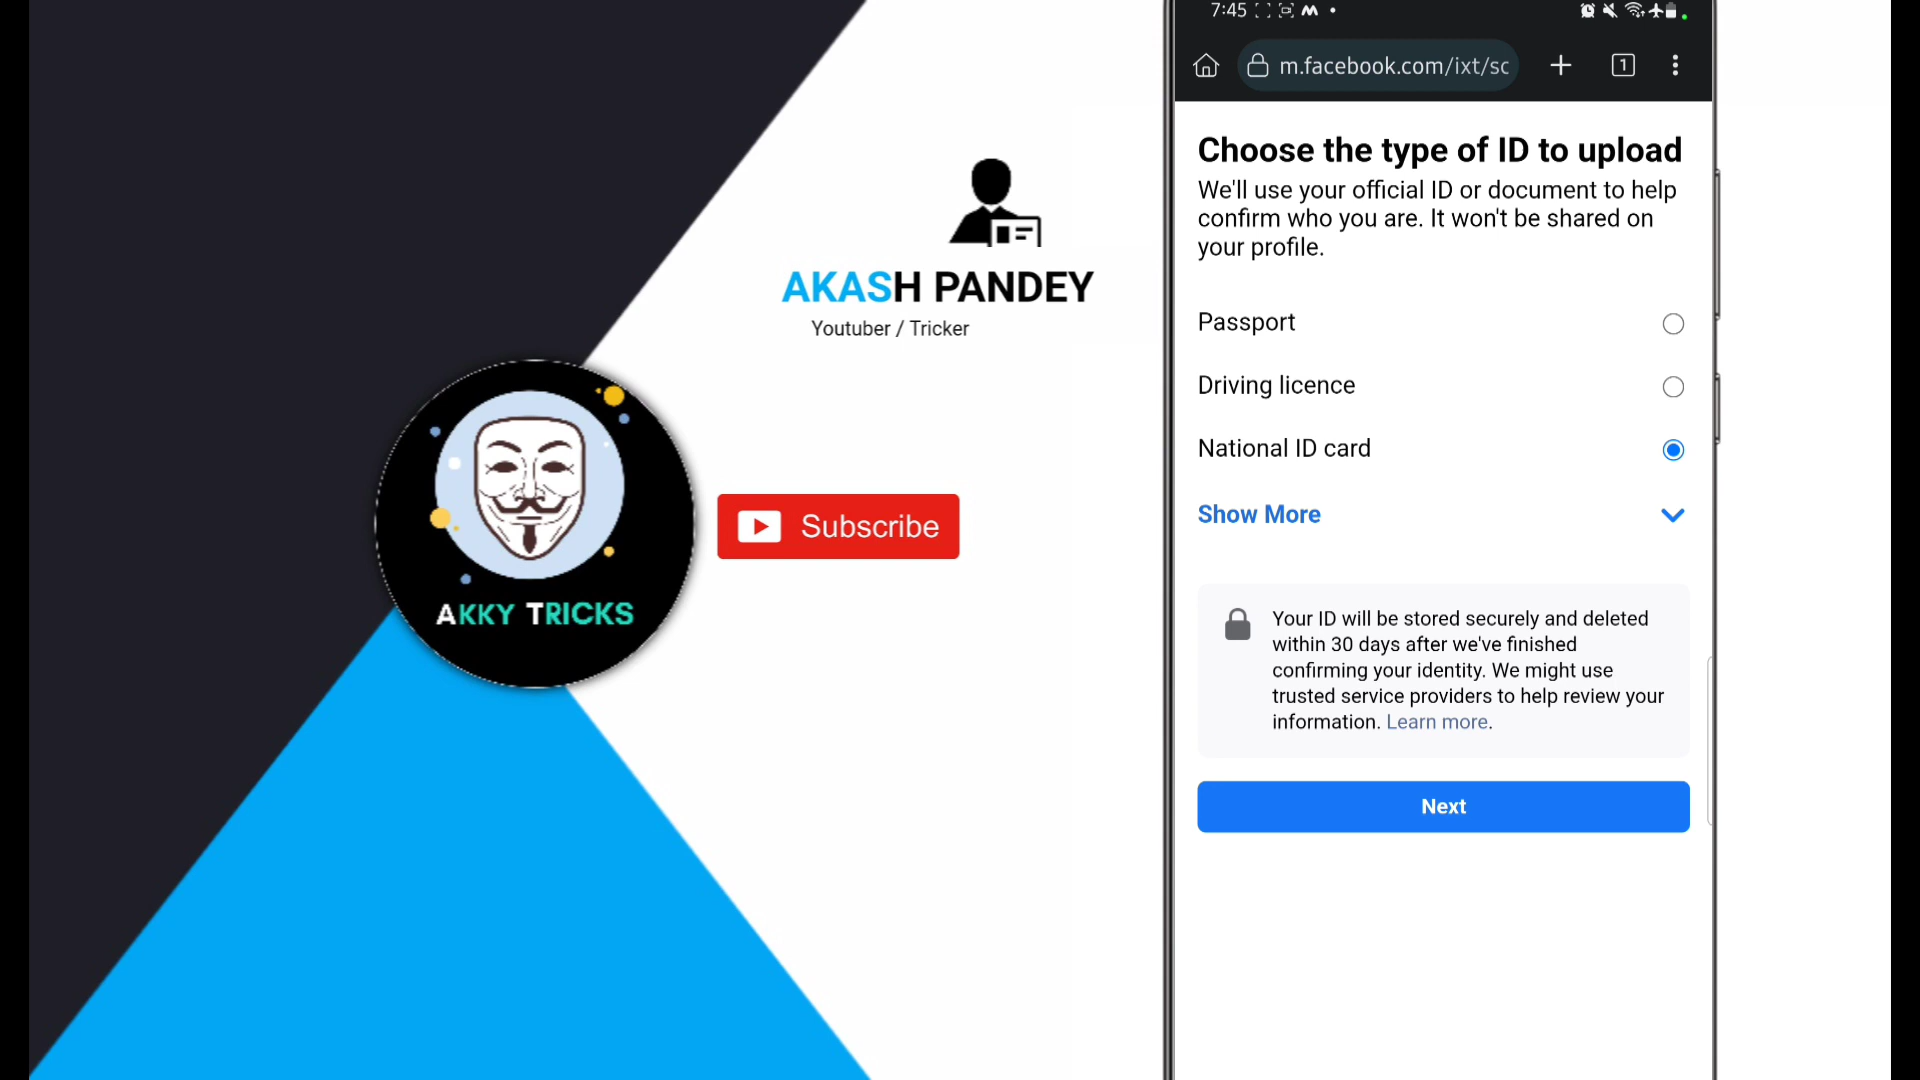 AKASH PANDEY
Youtuber / Tricker
Subscribe
AKKY TRICKS
7:45
m.facebook.com/ixt/sc
1
Choose the type of ID to upload
We'll use your official ID or document to help
confirm who you are. It won't be shared on
your profile.
Passport
Driving licence
National ID card
Show More
Your ID will be stored securely and deleted
within 30 days after we've finished
confirming your identity. We might use
trusted service providers to help review your
information. Learn more.
Next